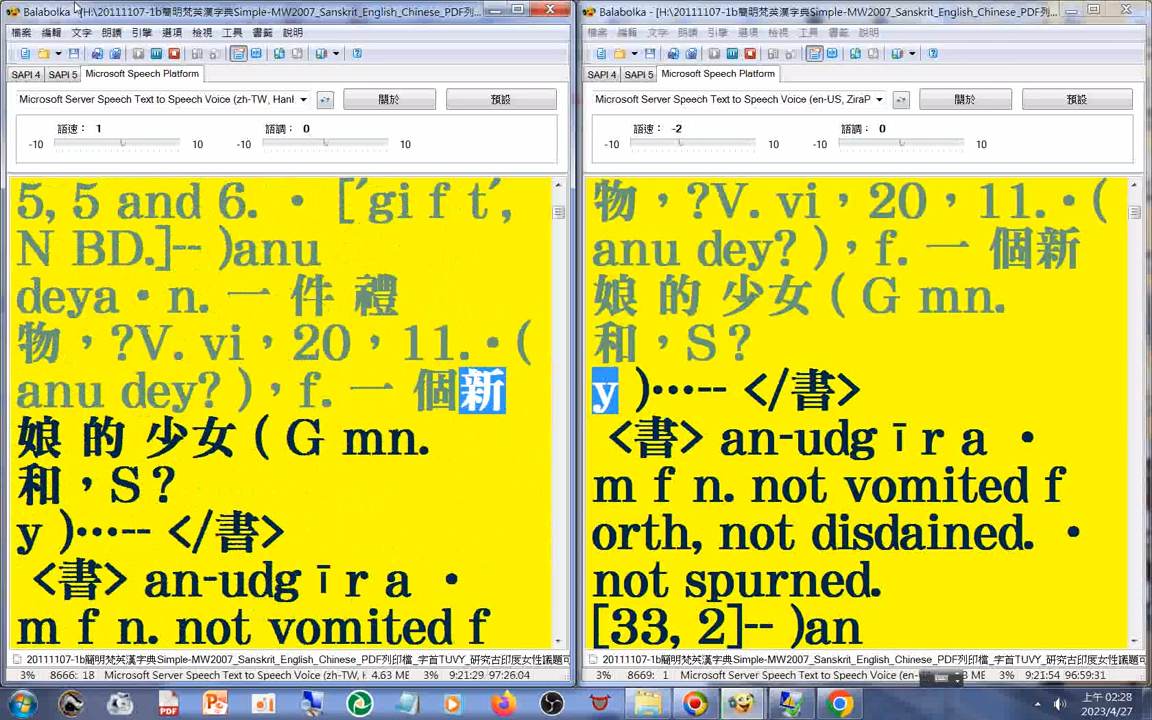 Balabolka - [H:\20111107-1b簡明梵英漢字典Simple-MW2007_Sanskrit_English_Chinese_PDF列...
檔案 編輯 文字 朗讀 引擎 選項 檢視 工具 書籤 說明
SAPI 4 SAPI 5 Microsoft Speech Platform
Microsoft Server Speech Text to Speech Voice (zh-TW, Hanl
關於 預設
語速： 1 語調： 0
-10 10 -10 10
5, 5 and 6. • [′gi f t′,
N BD.]-- )anu
deya • n. 一 件 禮
物，?V. vi，20，11.•(
anu dey? )，f. 一 個新
娘 的 少女 ( G mn.
和，S？
y )…-- </書>
<書> an-udg ī r a •
m f n. not vomited f
20111107-1b簡明梵英漢字典Simple-MW2007_Sanskrit_English_Chinese_PDF列印檔_字首TUVY_研究古印度女性議題可
3% 8666: 18 Microsoft Server Speech Text to Speech Voice (zh-TW, H 4.63 ME 3% 9:21:29 97:26.04
Balabolka - [H:\20111107-1b簡明梵英漢字典Simple-MW2007_Sanskrit_English_Chinese_PDF列印...
檔案 編輯 文字 朗讀 引擎 選項 檢視 工具 書籤 說明
SAPI 4 SAPI 5 Microsoft Speech Platform
Microsoft Server Speech Text to Speech Voice (en-US, ZiraP
關於 預設
語速： -2 語調： 0
-10 10 -10 10
物，?V. vi，20，11.•(
anu dey? )，f. 一 個新
娘 的 少女 ( G mn.
和，S？
y )…-- </書>
<書> an-udg ī r a •
m f n. not vomited f
orth, not disdained. •
not spurned.
[33, 2]-- )an
20111107-1b簡明梵英漢字典Simple-MW2007_Sanskrit_English_Chinese_PDF列印檔_字首TUVY_研究古印度女性議題可
3% 8669: 1 Microsoft Server Speech Text to Speech Voice (en-US, 3 ME 3% 9:21:54 96:59:31
PDF
上午 02:28
2023/4/27